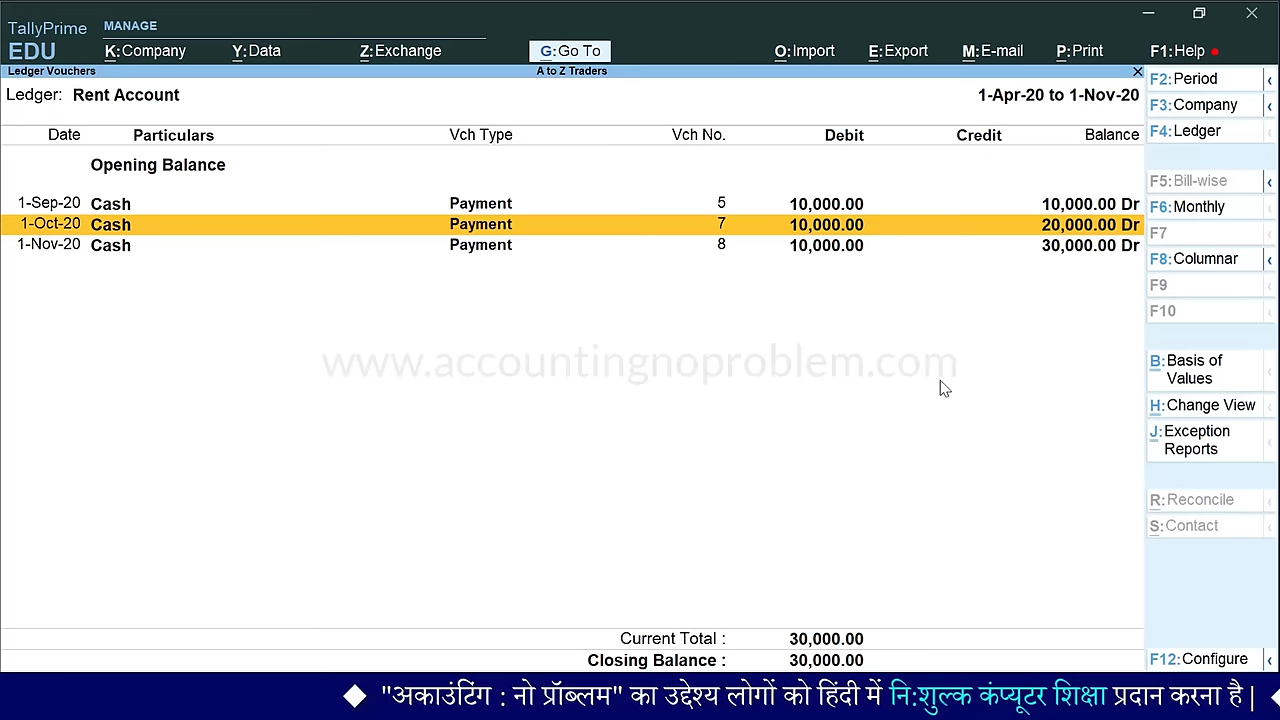 TallyPrime MANAGE
EDU K:Company Y:Data Z:Exchange G:Go To O:Import E:Export M:E-mail P:Print F1:Help
Ledger Vouchers A to Z Traders
Ledger: Rent Account 1-Apr-20 to 1-Nov-20
Date Particulars Vch Type Vch No. Debit Credit Balance
Opening Balance
1-Sep-20 Cash Payment 5 10,000.00 10,000.00 Dr
1-Oct-20 Cash Payment 7 10,000.00 20,000.00 Dr
1-Nov-20 Cash Payment 8 10,000.00 30,000.00 Dr
www.accountingnoproblem.com
Current Total : 30,000.00
Closing Balance : 30,000.00
F2:Period
F3:Company
F4:Ledger
F5:Bill-wise
F6:Monthly
F7
F8:Columnar
F9
F10
B:Basis of
Values
H:Change View
J:Exception
Reports
R:Reconcile
S:Contact
F12:Configure
"अकाउंटिंग : नो प्रॉब्लम" का उद्देश्य लोगों को हिंदी में नि:शुल्क कंप्यूटर शिक्षा प्रदान करना है |